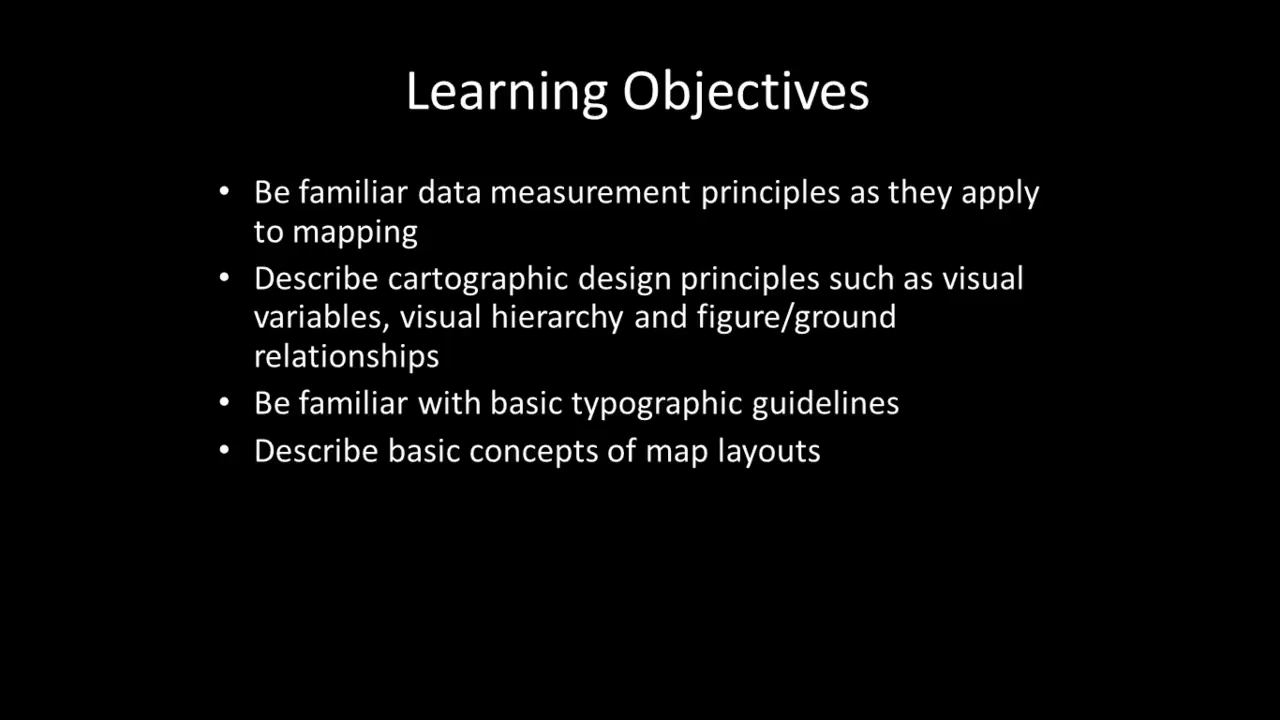 Learning Objectives
• Be familiar data measurement principles as they apply
to mapping
• Describe cartographic design principles such as visual
variables, visual hierarchy and figure/ground
relationships
• Be familiar with basic typographic guidelines
• Describe basic concepts of map layouts